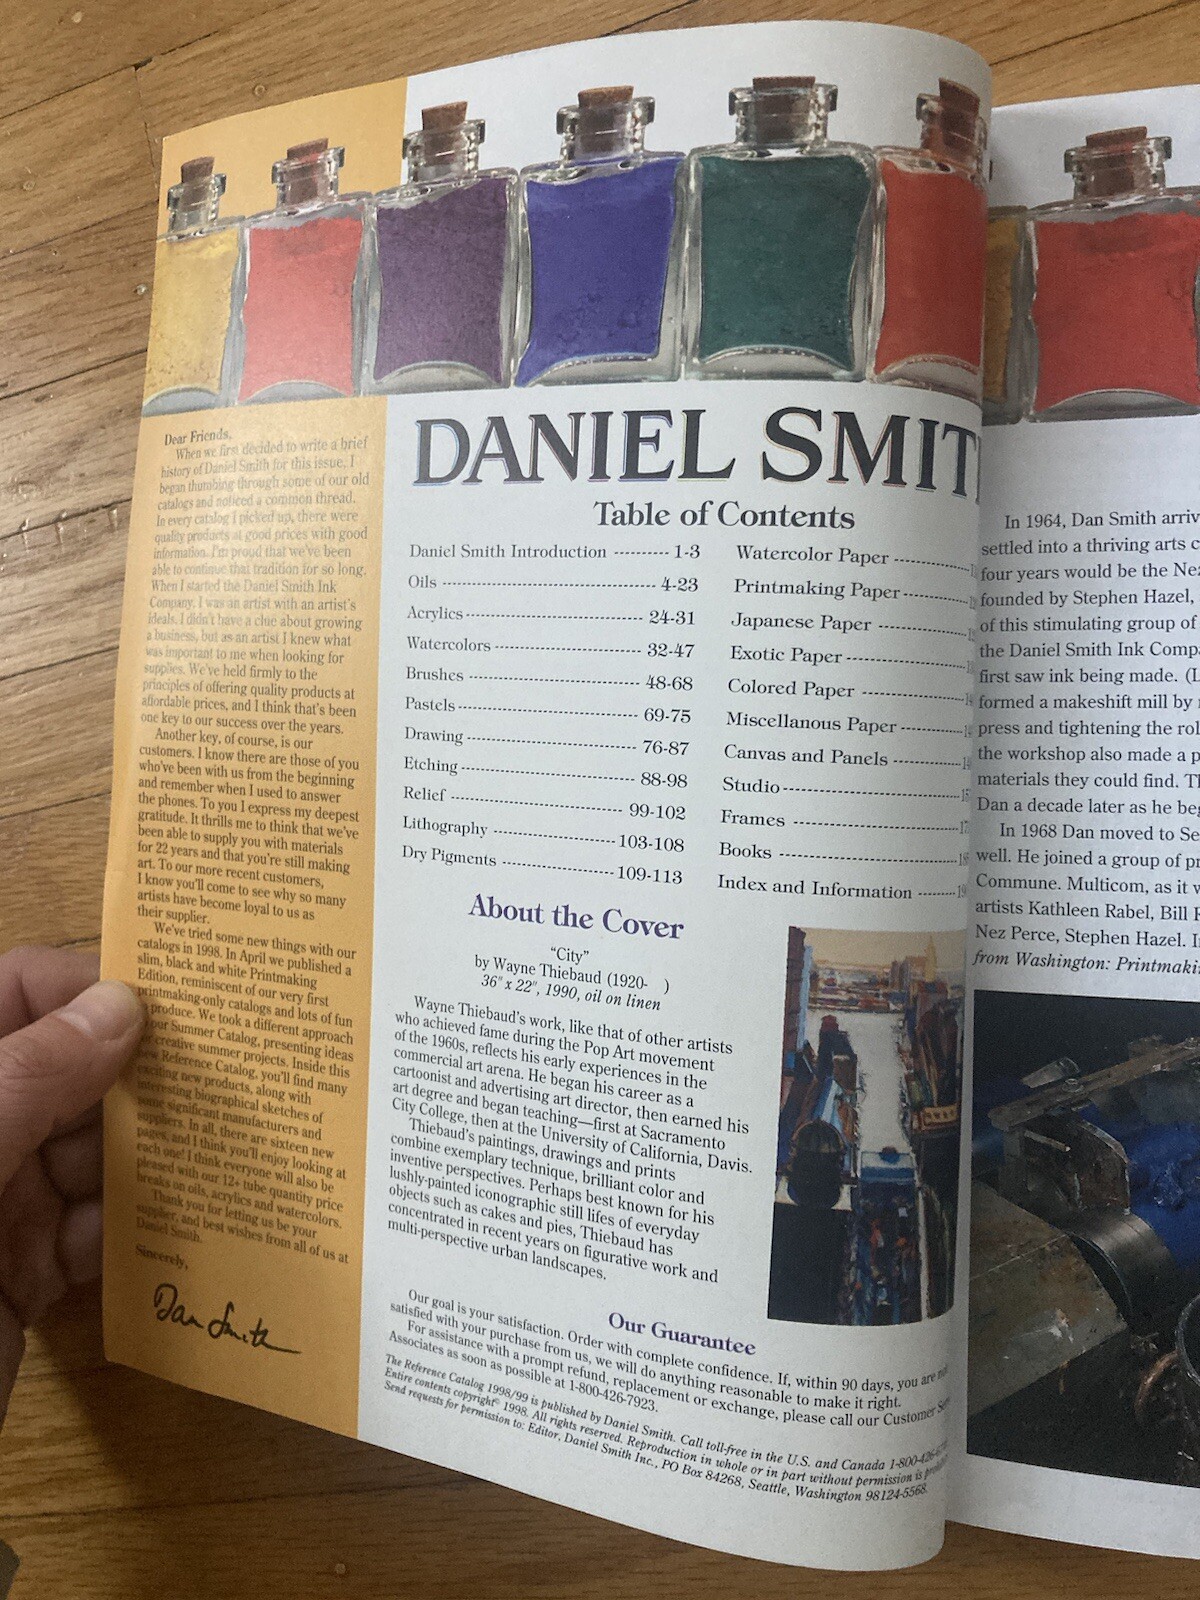 Dear Friends,
When we first decided to write a brief
history of Daniel Smith for this issue, I
began thumbing through some of our old
catalogs and noticed a common thread.
In every catalog I picked up, there were
quality products at good prices with good
information. I'm proud that we've been
able to continue that tradition for so long.
When I started the Daniel Smith Ink
Company, I was an artist with an artist's
ideals. I didn't have a clue about growing
a business, but as an artist I knew what
was important to me when looking for
supplies. We've held firmly to the
principles of offering quality products at
affordable prices, and I think that's been
one key to our success over the years.
Another key, of course, is our
customers. I know there are those of you
who've been with us from the beginning
and remember when I used to answer
the phones. To you I express my deepest
gratitude. It thrills me to think that we've
been able to supply you with materials
for 22 years and that you're still making
art. To our more recent customers,
I know you'll come to see why so many
artists have become loyal to us as
their supplier.
We've tried some new things with our
catalogs in 1998. In April we published a
slim, black and white Printmaking
Edition, reminiscent of our very first
printmaking-only catalogs and lots of fun
produce. We took a different approach
our Summer Catalog, presenting ideas
creative summer projects. Inside this
new Reference Catalog, you'll find many
exciting new products, along with
interesting biographical sketches of
some significant manufacturers and
suppliers. In all, there are sixteen new
pages, and I think you'll enjoy looking at
each one! I think everyone will also be
pleased with our 12+ tube quantity price
breaks on oils, acrylics and watercolors.
Thank you for letting us be your
supplier, and best wishes from all of us at
Daniel Smith.
Sincerely,
Dan Smith
DANIEL SMIT
Table of Contents
Daniel Smith Introduction ---------- 1-3
Oils ---------- 4-23
Acrylics ---------- 24-31
Watercolors ---------- 32-47
Brushes ---------- 48-68
Pastels ---------- 69-75
Drawing ---------- 76-87
Etching ---------- 88-98
Relief ---------- 99-102
Lithography ---------- 103-108
Dry Pigments ---------- 109-113
Watercolor Paper ----------
Printmaking Paper ----------
Japanese Paper ----------
Exotic Paper ----------
Colored Paper ----------
Miscellanous Paper ----------
Canvas and Panels ----------
Studio ----------
Frames ----------
Books ----------
Index and Information ----------
About the Cover
“City”
by Wayne Thiebaud (1920- )
36" x 22", 1990, oil on linen
Wayne Thiebaud's work, like that of other artists
who achieved fame during the Pop Art movement
of the 1960s, reflects his early experiences in the
commercial art arena. He began his career as a
cartoonist and advertising art director, then earned his
art degree and began teaching—first at Sacramento
City College, then at the University of California, Davis.
Thiebaud's paintings, drawings and prints
combine exemplary technique, brilliant color and
inventive perspectives. Perhaps best known for his
lushly-painted iconographic still lifes of everyday
objects such as cakes and pies, Thiebaud has
concentrated in recent years on figurative work and
multi-perspective urban landscapes.
Our Guarantee
Our goal is your satisfaction. Order with complete confidence. If, within 90 days, you are not
satisfied with your purchase from us, we will do anything reasonable to make it right.
For assistance with a prompt refund, replacement or exchange, please call our Customer
Associates as soon as possible at 1-800-426-7923.
The Reference Catalog 1998/99 is published by Daniel Smith. Call toll-free in the U.S. and Canada 1-800-426-
Entire contents copyright© 1998. All rights reserved. Reproduction in whole or in part without permission is
Send requests for permission to: Editor, Daniel Smith Inc., PO Box 84268, Seattle, Washington 98124-5568.
In 1964, Dan Smith arriv
settled into a thriving arts c
four years would be the Ne
founded by Stephen Hazel,
of this stimulating group of
the Daniel Smith Ink Comp
first saw ink being made. (L
formed a makeshift mill by
press and tightening the rol
the workshop also made a p
materials they could find. T
Dan a decade later as he be
In 1968 Dan moved to Se
well. He joined a group of p
Commune. Multicom, as it
artists Kathleen Rabel, Bill
Nez Perce, Stephen Hazel. I
from Washington: Printmaki